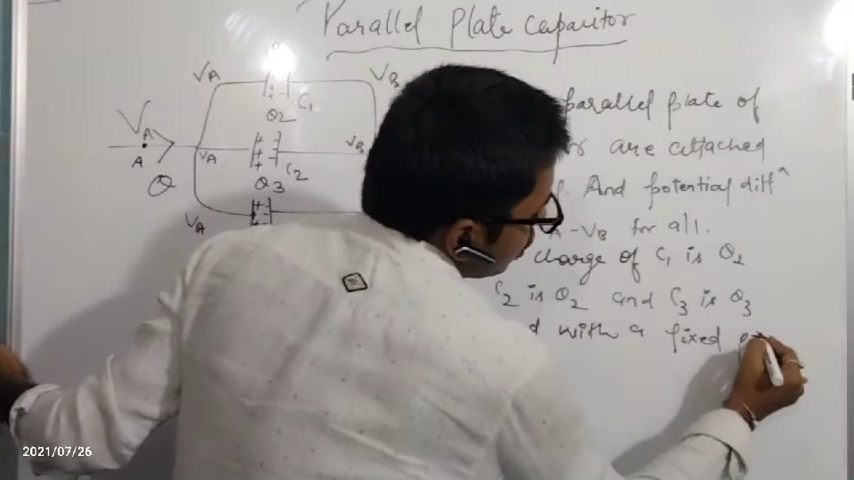 Parallel Plate capacitor
VA
VB
C1
Q2
VA
VB
C2
Q3
VA
VA
A
Q
parallel plate of
are attached
And potential diff^n
A-VB for all.
charge of C1 is Q1
C2 is Q2 and C3 is Q3
d with a fixed
2021/07/26